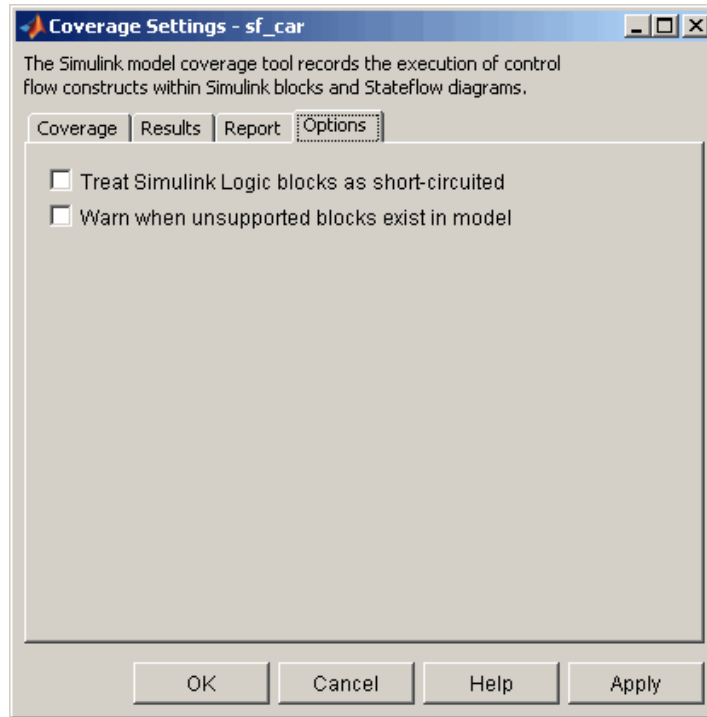 Coverage Settings - sf_car
The Simulink model coverage tool records the execution of control
flow constructs within Simulink blocks and Stateflow diagrams.
Coverage Results Report Options
Treat Simulink Logic blocks as short-circuited
Warn when unsupported blocks exist in model
OK Cancel Help Apply